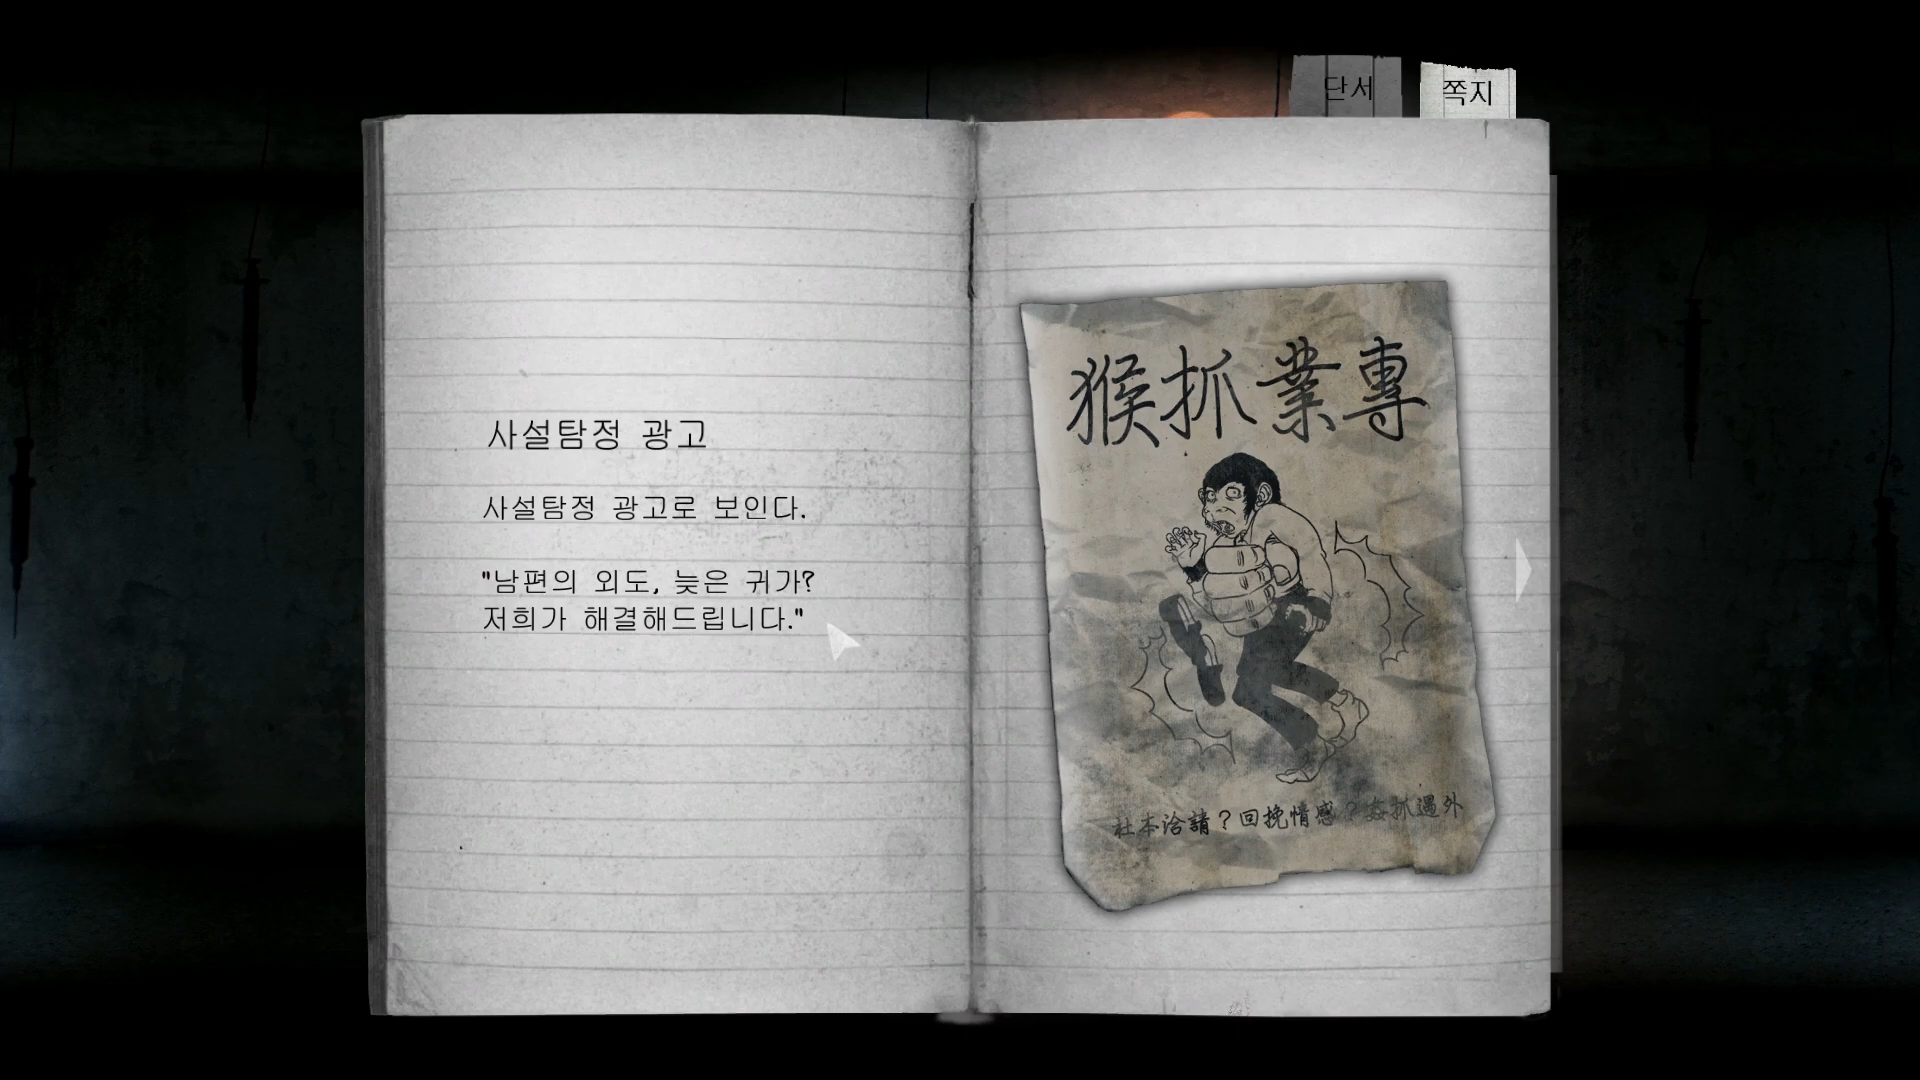 단서
쪽지
사설탐정 광고
사설탐정 광고로 보인다.
"남편의 외도, 늦은 귀가?
저희가 해결해드립니다."
猴抓業專
社本洽請？回挽情感？姦抓遇外